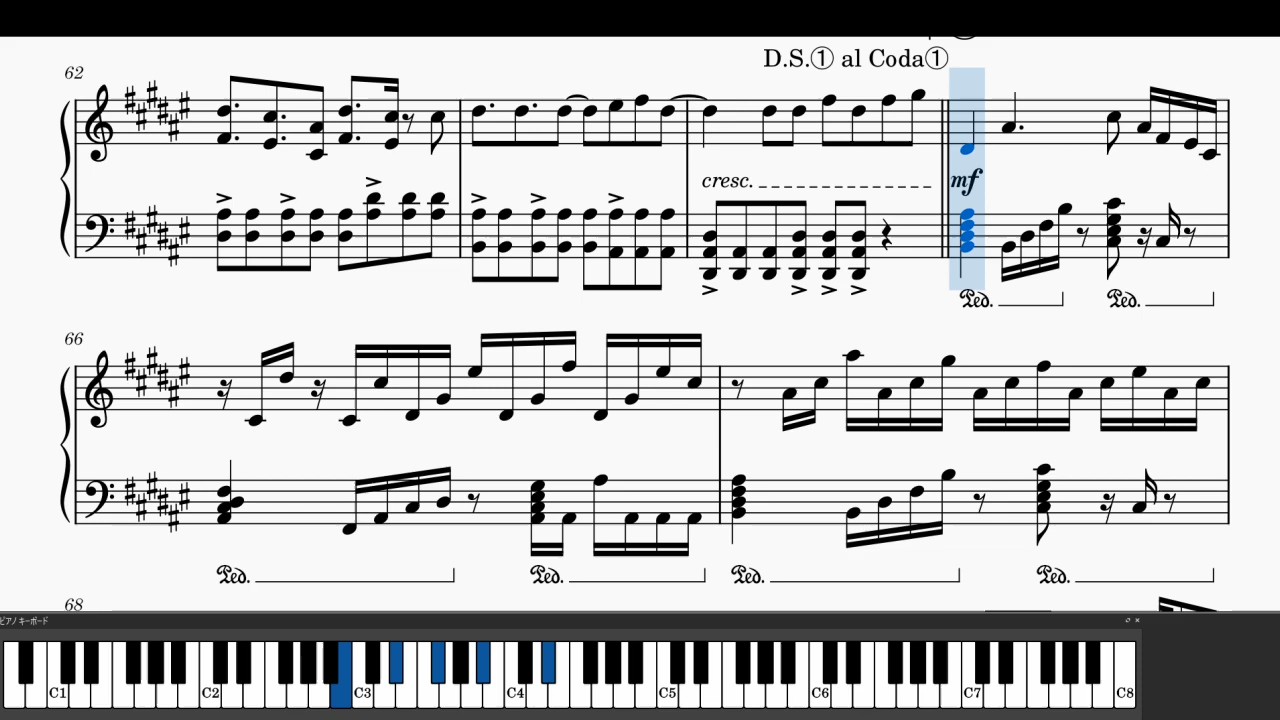 D.S.① al Coda①
62
cresc.
mf
Ped.
Ped.
66
Ped.
Ped.
Ped.
Ped.
68
ピアノ キーボード
C1 C2 C3 C4 C5 C6 C7 C8